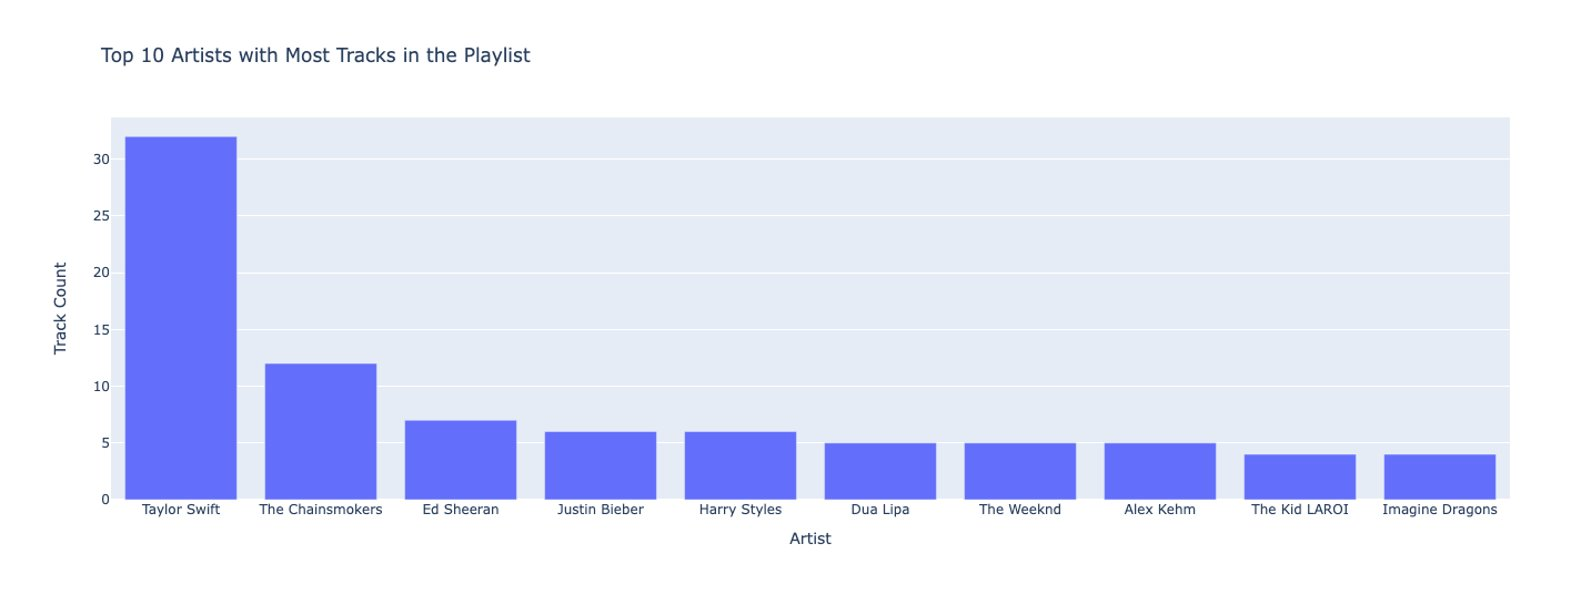 Top 10 Artists with Most Tracks in the Playlist
30
25
20
15
10
5
0
Track Count
Taylor Swift
The Chainsmokers
Ed Sheeran
Justin Bieber
Harry Styles
Dua Lipa
The Weeknd
Alex Kehm
The Kid LAROI
Imagine Dragons
Artist